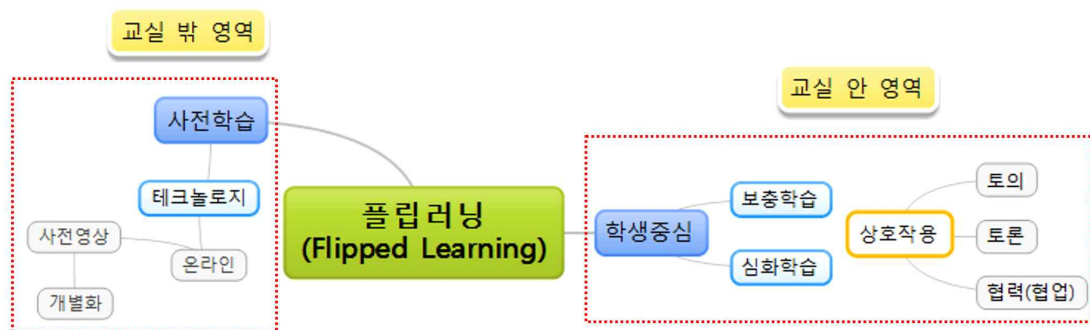 교실 밖 영역
사전학습
테크놀로지
사전영상
온라인
개별화
플립러닝
(Flipped Learning)
교실 안 영역
학생중심
보충학습
심화학습
상호작용
토의
토론
협력(협업)